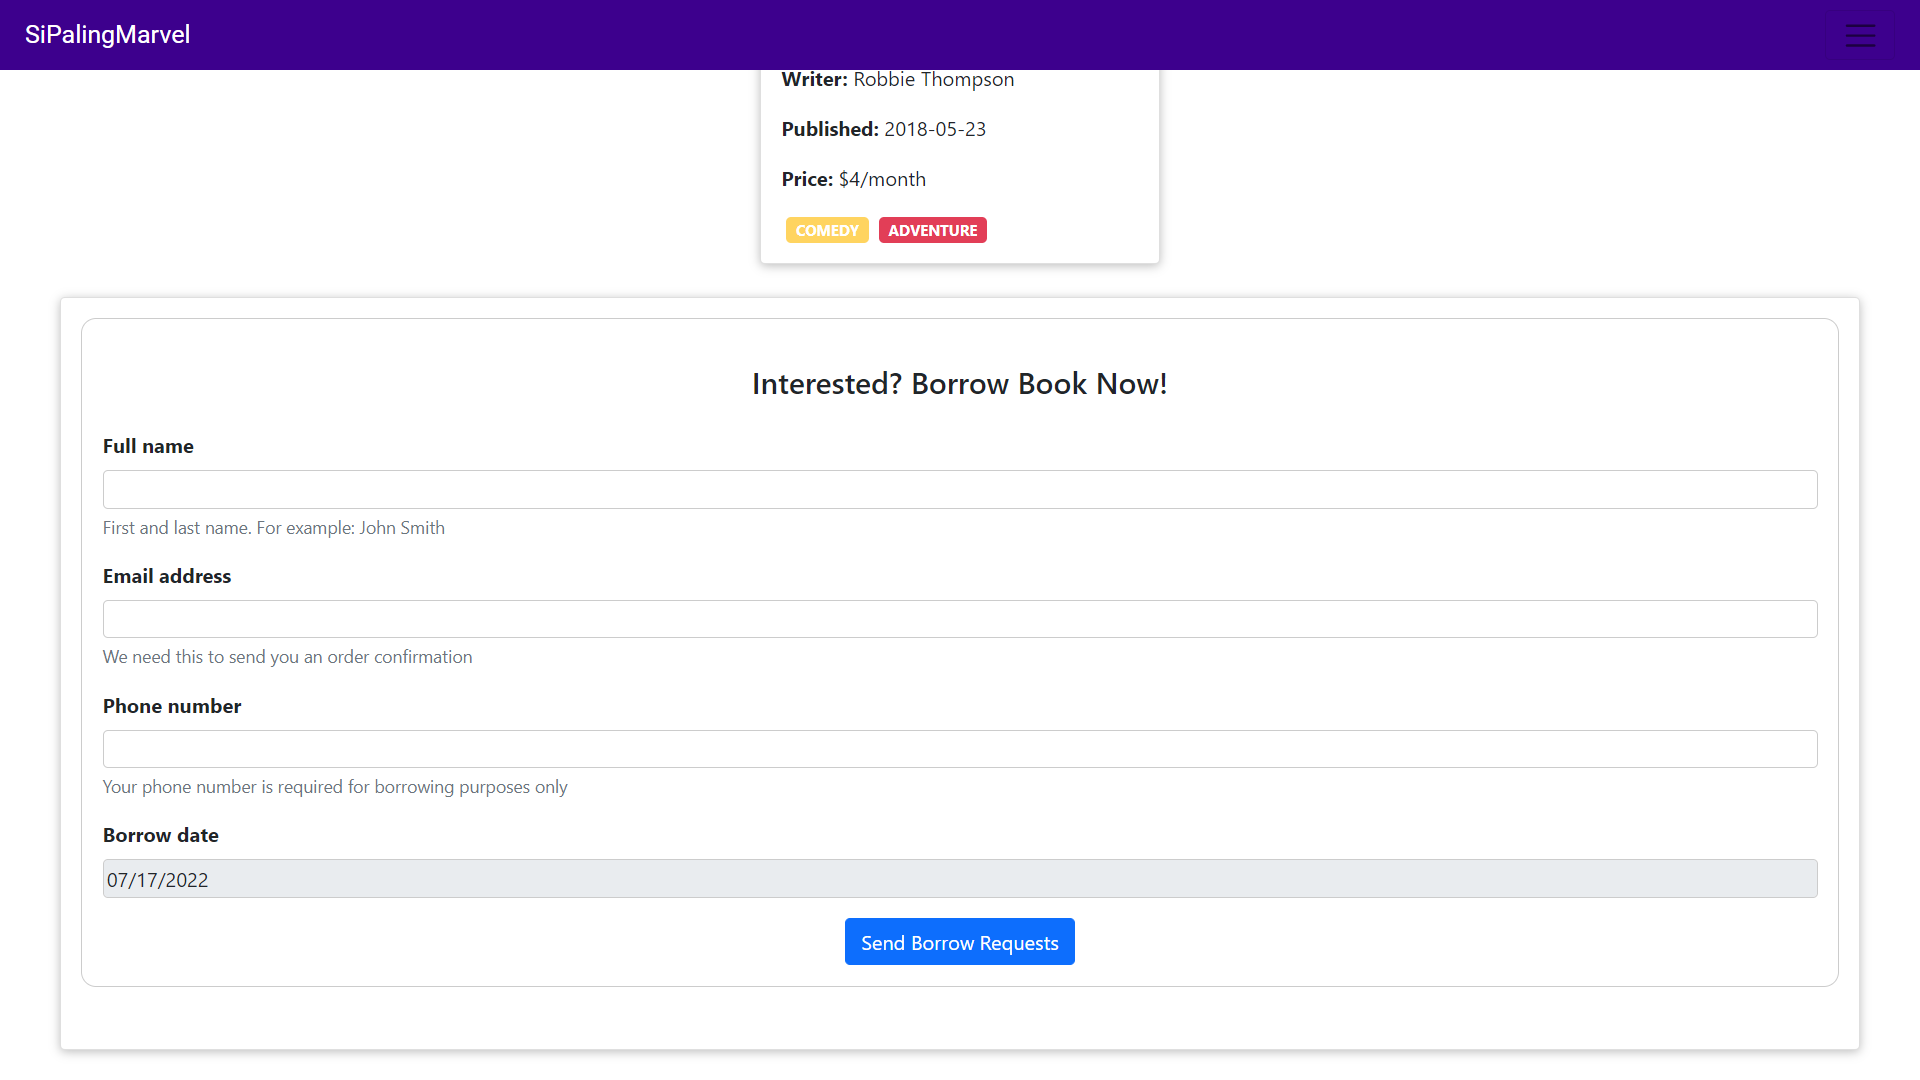 SiPalingMarvel
Writer: Robbie Thompson
Published: 2018-05-23
Price: $4/month
COMEDY ADVENTURE
Interested? Borrow Book Now!
Full name
First and last name. For example: John Smith
Email address
We need this to send you an order confirmation
Phone number
Your phone number is required for borrowing purposes only
Borrow date
07/17/2022
Send Borrow Requests